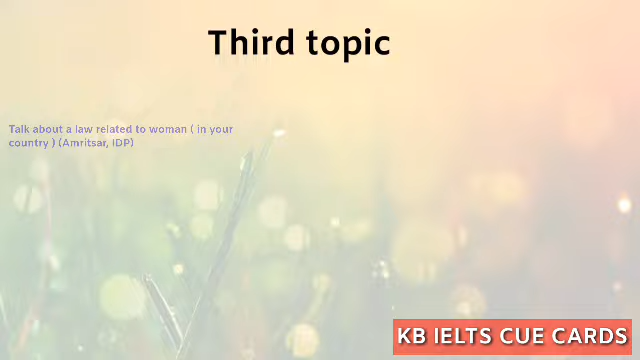 Third topic
Talk about a law related to woman ( in your
country ) (Amritsar, IDP)
KB IELTS CUE CARDS